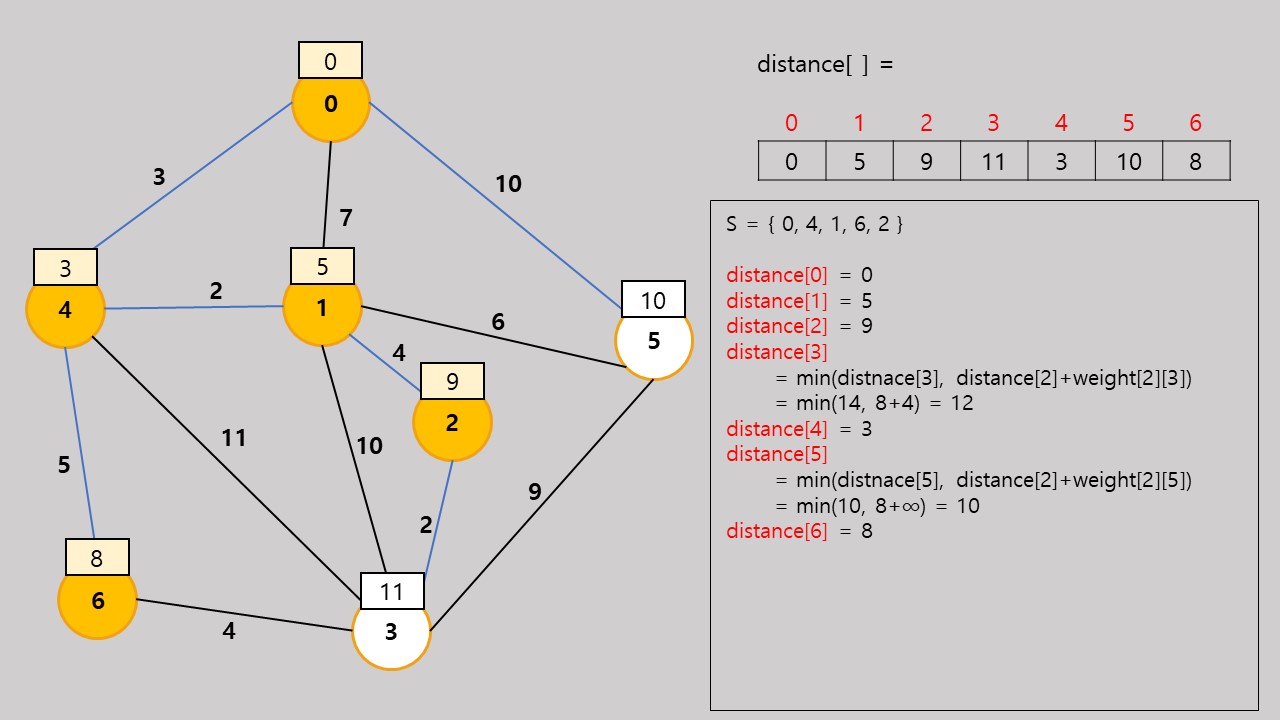 0
0
3
10
7
3
4
2
5
1
6
10
5
4
9
2
11
10
5
9
2
8
6
4
11
3
distance[ ] =
0 1 2 3 4 5 6
0 5 9 11 3 10 8
S = { 0, 4, 1, 6, 2 }
distance[0] = 0
distance[1] = 5
distance[2] = 9
distance[3]
= min(distnace[3], distance[2]+weight[2][3])
= min(14, 8+4) = 12
distance[4] = 3
distance[5]
= min(distnace[5], distance[2]+weight[2][5])
= min(10, 8+∞) = 10
distance[6] = 8